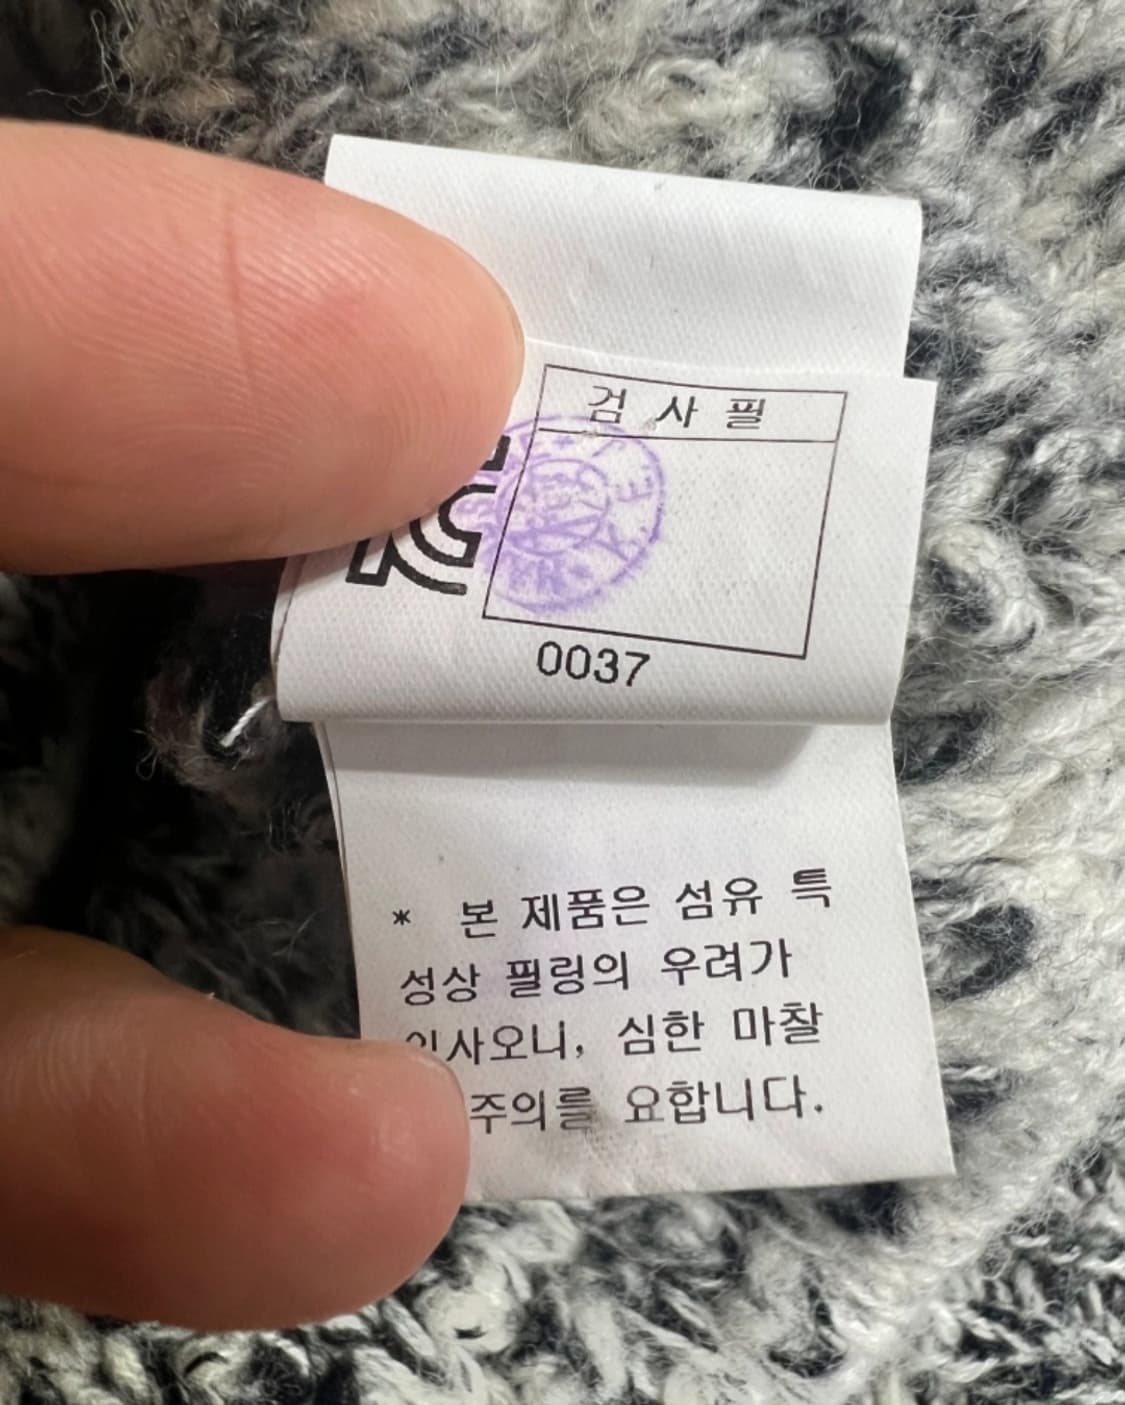 검 사 필
0037
* 본 제품은 섬유 특
성상 필링의 우려가
사오니, 심한 마찰
주의를 요합니다.